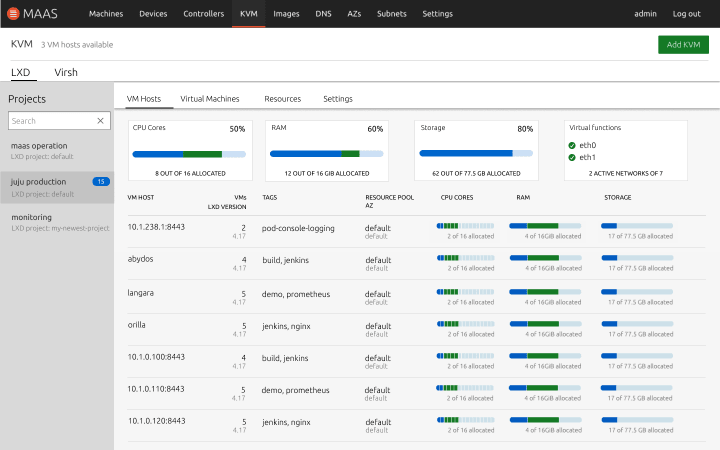 MAAS Machines Devices Controllers KVM Images DNS AZs Subnets Settings admin Log out
KVM 3 VM hosts available Add KVM
LXD Virsh
Projects
Search
maas operation
LXD project: default
juju production 15
LXD project: default
monitoring
LXD project: my-newest-project
VM Hosts Virtual Machines Resources Settings
CPU Cores 50%
8 OUT OF 16 ALLOCATED
RAM 60%
12 OUT OF 16 GIB ALLOCATED
Storage 80%
62 OUT OF 77.5 GB ALLOCATED
Virtual functions
eth0
eth1
2 ACTIVE NETWORKS OF 7
VM HOST VMs TAGS RESOURCE POOL CPU CORES RAM STORAGE
LXD VERSION AZ
10.1.238.1:8443 2 pod-console-logging default
4.17 default 2 of 16 allocated 4 of 16GiB allocated 17 of 77.5 GB allocated
abydos 4 build, jenkins default
4.17 default 2 of 16 allocated 4 of 16GiB allocated 17 of 77.5 GB allocated
langara 5 demo, prometheus default
4.17 default 2 of 16 allocated 4 of 16GiB allocated 17 of 77.5 GB allocated
orilla 5 jenkins, nginx default
4.17 default 2 of 16 allocated 4 of 16GiB allocated 17 of 77.5 GB allocated
10.1.0.100:8443 4 build, jenkins default
4.17 default 2 of 16 allocated 4 of 16GiB allocated 17 of 77.5 GB allocated
10.1.0.110:8443 5 demo, prometheus default
4.17 default 2 of 16 allocated 4 of 16GiB allocated 17 of 77.5 GB allocated
10.1.0.120:8443 5 jenkins, nginx default
4.17 default 2 of 16 allocated 4 of 16GiB allocated 17 of 77.5 GB allocated